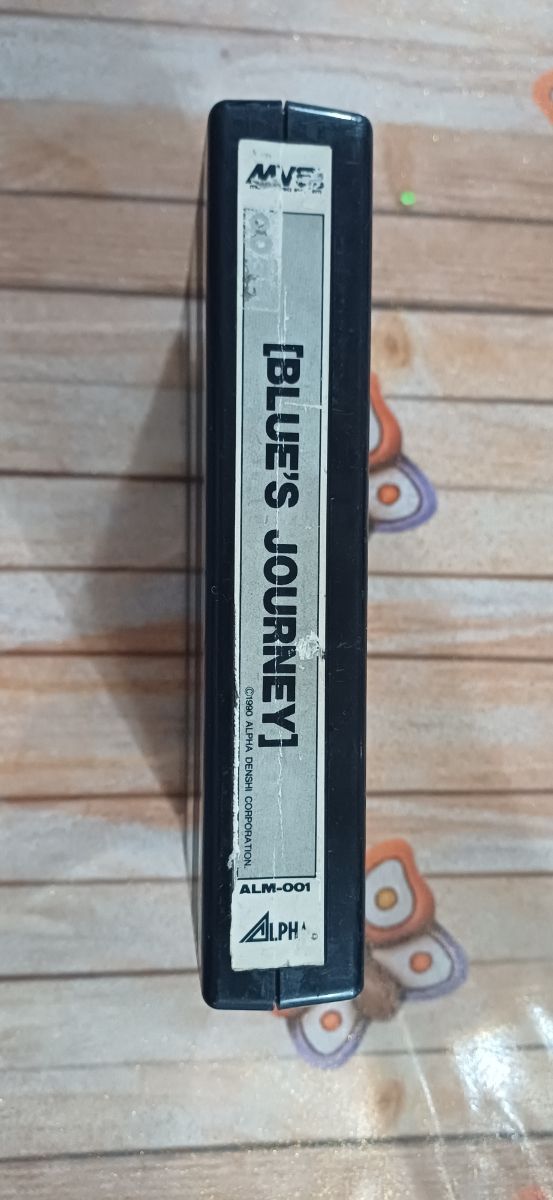 MVS
[BLUE'S JOURNEY]
©1990 ALPHA DENSHI CORPORATION.
ALM-001
ALPHA